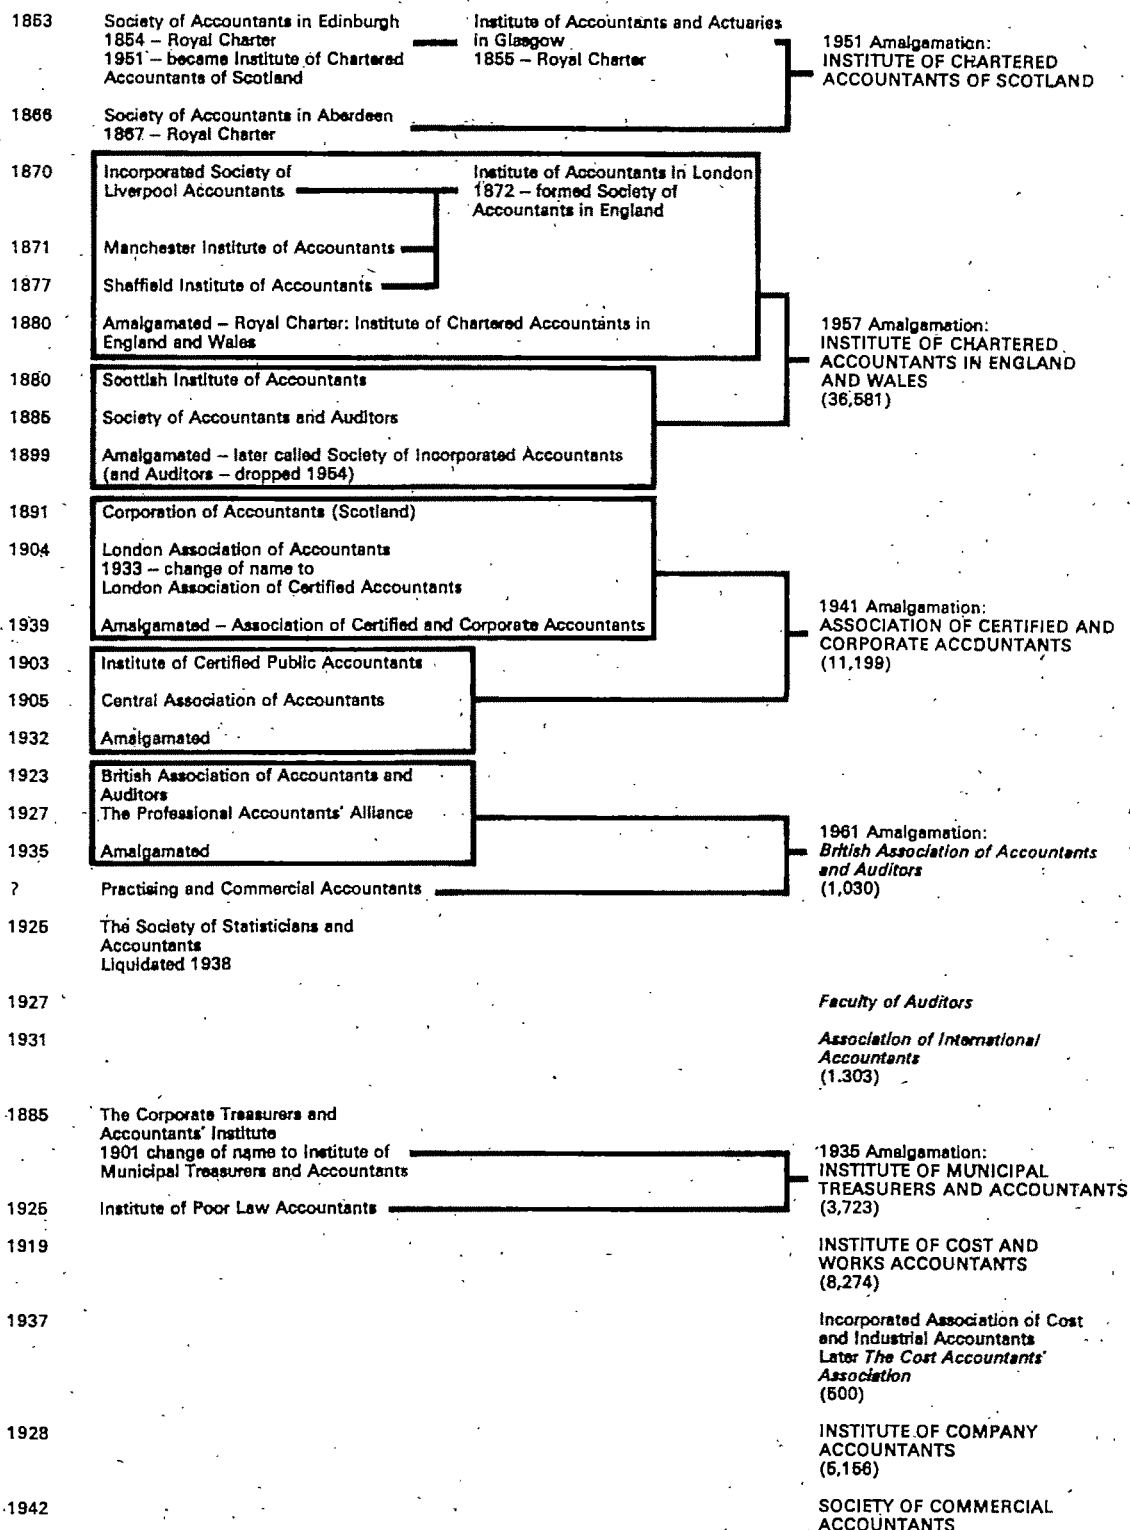 1853 Society of Accountants in Edinburgh
1854 – Royal Charter
1951 – became Institute of Chartered
Accountants of Scotland
Institute of Accountants and Actuaries
in Glasgow
1855 – Royal Charter
1951 Amalgamation:
INSTITUTE OF CHARTERED
ACCOUNTANTS OF SCOTLAND
1866 Society of Accountants in Aberdeen
1867 – Royal Charter
1870 Incorporated Society of
Liverpool Accountants
Institute of Accountants in London
1872 – formed Society of
Accountants in England
1871 Manchester Institute of Accountants
1877 Sheffield Institute of Accountants
1880 Amalgamated – Royal Charter: Institute of Chartered Accountants in
England and Wales
1957 Amalgamation:
INSTITUTE OF CHARTERED
ACCOUNTANTS IN ENGLAND
AND WALES
(36,581)
1880 Scottish Institute of Accountants
1885 Society of Accountants and Auditors
1899 Amalgamated – later called Society of Incorporated Accountants
(and Auditors – dropped 1954)
1891 Corporation of Accountants (Scotland)
1904 London Association of Accountants
1933 – change of name to
London Association of Certified Accountants
1939 Amalgamated – Association of Certified and Corporate Accountants
1941 Amalgamation:
ASSOCIATION OF CERTIFIED AND
CORPORATE ACCOUNTANTS
(11,199)
1903 Institute of Certified Public Accountants
1905 Central Association of Accountants
1932 Amalgamated
1923 British Association of Accountants and
Auditors
1927 The Professional Accountants' Alliance
1935 Amalgamated
1961 Amalgamation:
British Association of Accountants
and Auditors
(1,030)
? Practising and Commercial Accountants
1925 The Society of Statisticians and
Accountants
Liquidated 1938
1927 Faculty of Auditors
1931 Association of International
Accountants
(1.303)
1885 The Corporate Treasurers and
Accountants' Institute
1901 change of name to Institute of
Municipal Treasurers and Accountants
1935 Amalgamation:
INSTITUTE OF MUNICIPAL
TREASURERS AND ACCOUNTANTS
(3,723)
1925 Institute of Poor Law Accountants
1919 INSTITUTE OF COST AND
WORKS ACCOUNTANTS
(8,274)
1937 Incorporated Association of Cost
and Industrial Accountants
Later The Cost Accountants'
Association
(500)
1928 INSTITUTE OF COMPANY
ACCOUNTANTS
(5,156)
1942 SOCIETY OF COMMERCIAL
ACCOUNTANTS